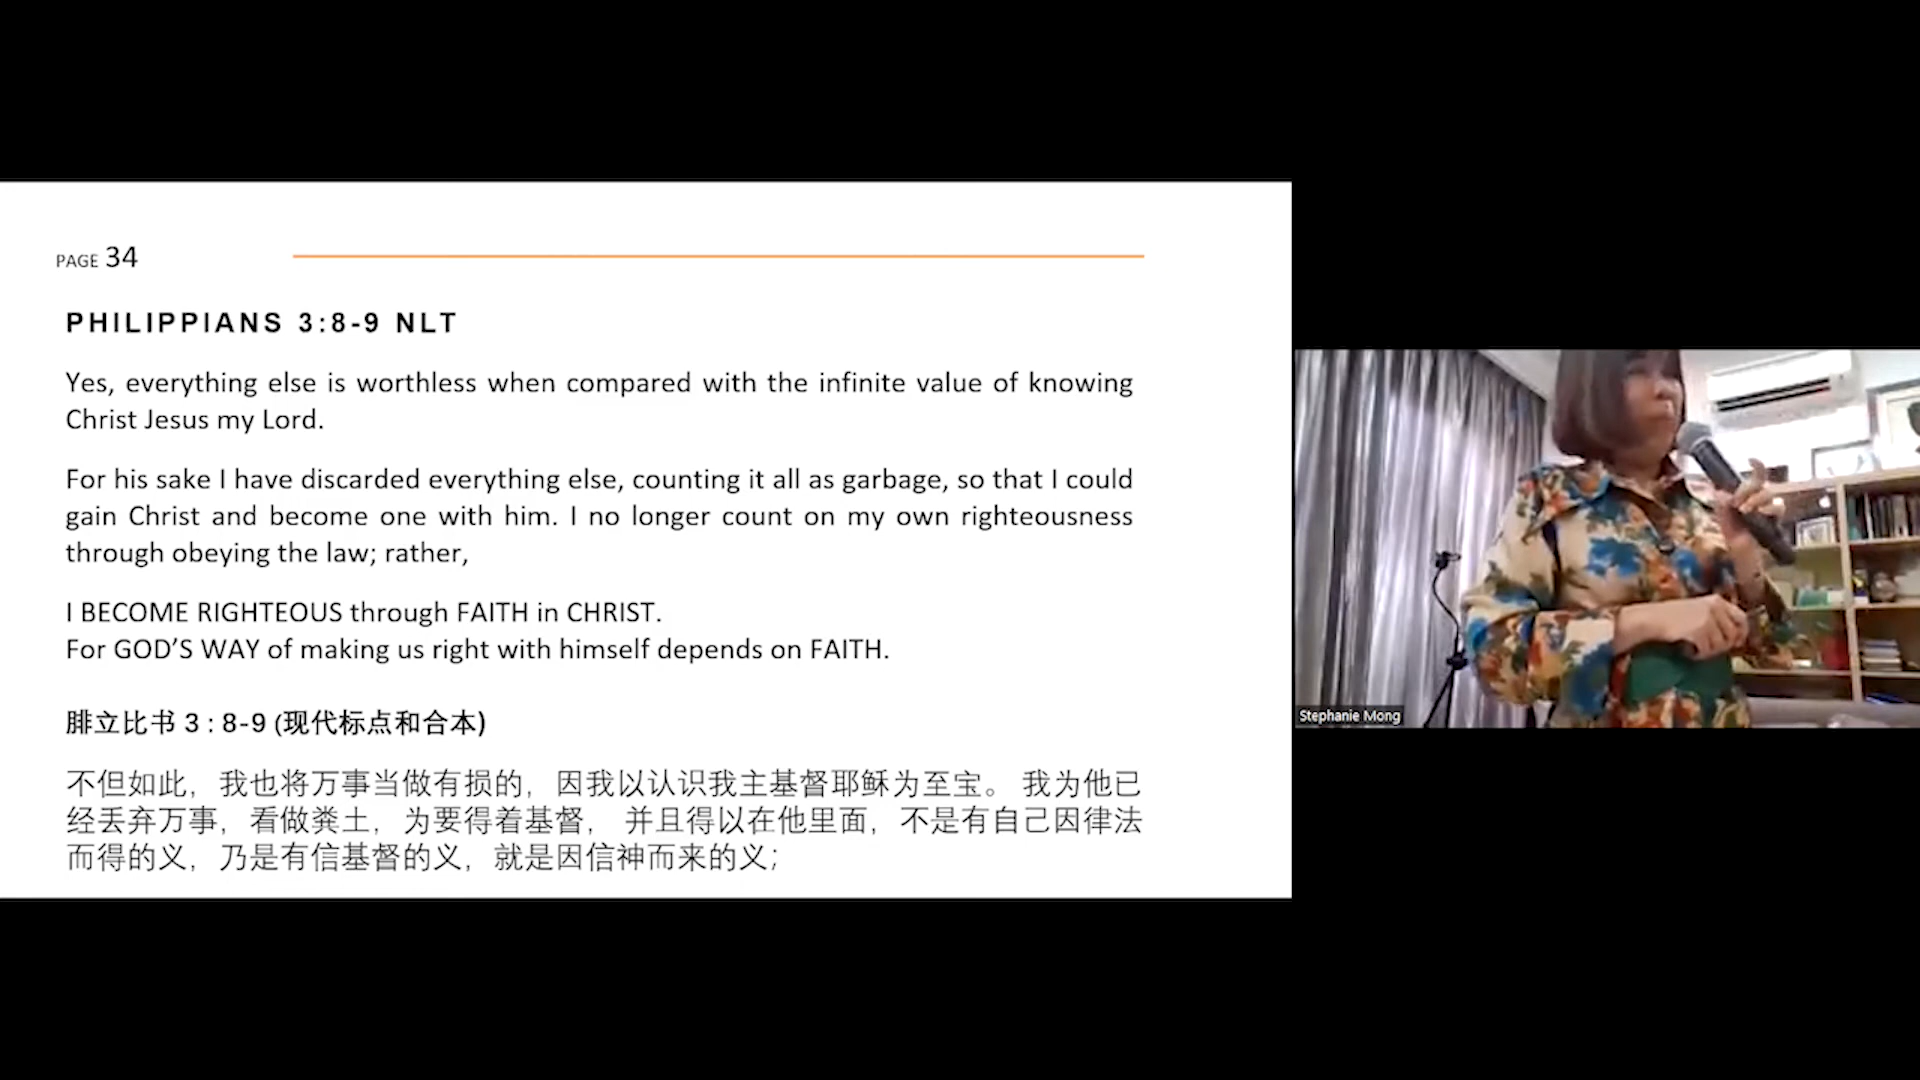 PAGE 34
PHILIPPIANS 3:8-9 NLT
Yes, everything else is worthless when compared with the infinite value of knowing
Christ Jesus my Lord.
For his sake I have discarded everything else, counting it all as garbage, so that I could
gain Christ and become one with him. I no longer count on my own righteousness
through obeying the law; rather,
I BECOME RIGHTEOUS through FAITH in CHRIST.
For GOD’S WAY of making us right with himself depends on FAITH.
腓立比书 3 : 8-9 (现代标点和合本)
不但如此，我也将万事当做有损的，因我以认识我主基督耶稣为至宝。 我为他已
经丢弃万事，看做粪土，为要得着基督， 并且得以在他里面，不是有自己因律法
而得的义，乃是有信基督的义，就是因信神而来的义；
Stephanie Mong